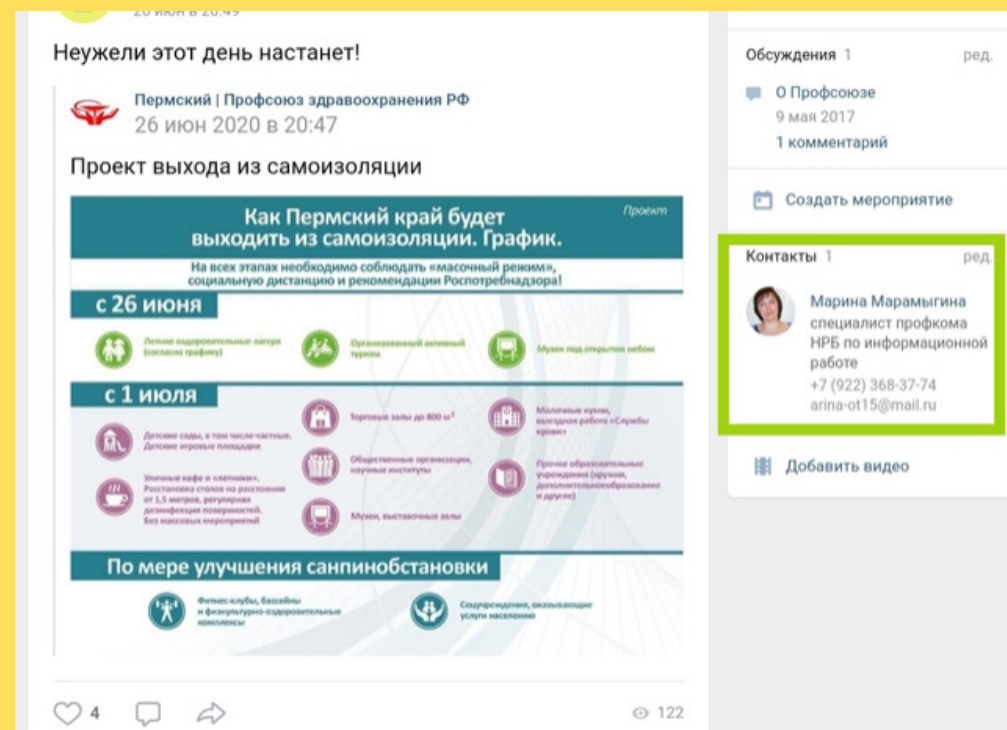 Неужели этот день настанет!
Пермский | Профсоюз здравоохранения РФ
26 июн 2020 в 20:47
Проект выхода из самоизоляции
Как Пермский край будет
выходить из самоизоляции. График.
Проект
На всех этапах необходимо соблюдать «масочный режим»,
социальную дистанцию и рекомендации Роспотребнадзора!
с 26 июня
Летние оздоровительные лагеря
(согласно графику)
Организованный активный
туризм
Музеи под открытым небом
с 1 июля
Детские сады, в том числе частные.
Детские игровые площадки
Уличные кафе и «летники».
Расстановка столов на расстоянии
от 1,5 метров, регулярная
дезинфекция поверхностей.
Без массовых мероприятий
Торговые залы до 800 м²
Общественные организации,
научные институты
Музеи, выставочные залы
Молочные кухни,
выездная работа «Службы
крови»
Прочие образовательные
учреждения (кружки,
дополнительноеобразование
и другие)
По мере улучшения санпинобстановки
Фитнес-клубы, бассейны
и физкультурно-оздоровительные
комплексы
Соцучреждения, оказывающие
услуги населению
4
122
Обсуждения 1
ред.
О Профсоюзе
9 мая 2017
1 комментарий
Создать мероприятие
Контакты 1
ред.
Марина Марамыгина
специалист профкома
НРБ по информационной
работе
+7 (922) 368-37-74
arina-ot15@mail.ru
Добавить видео